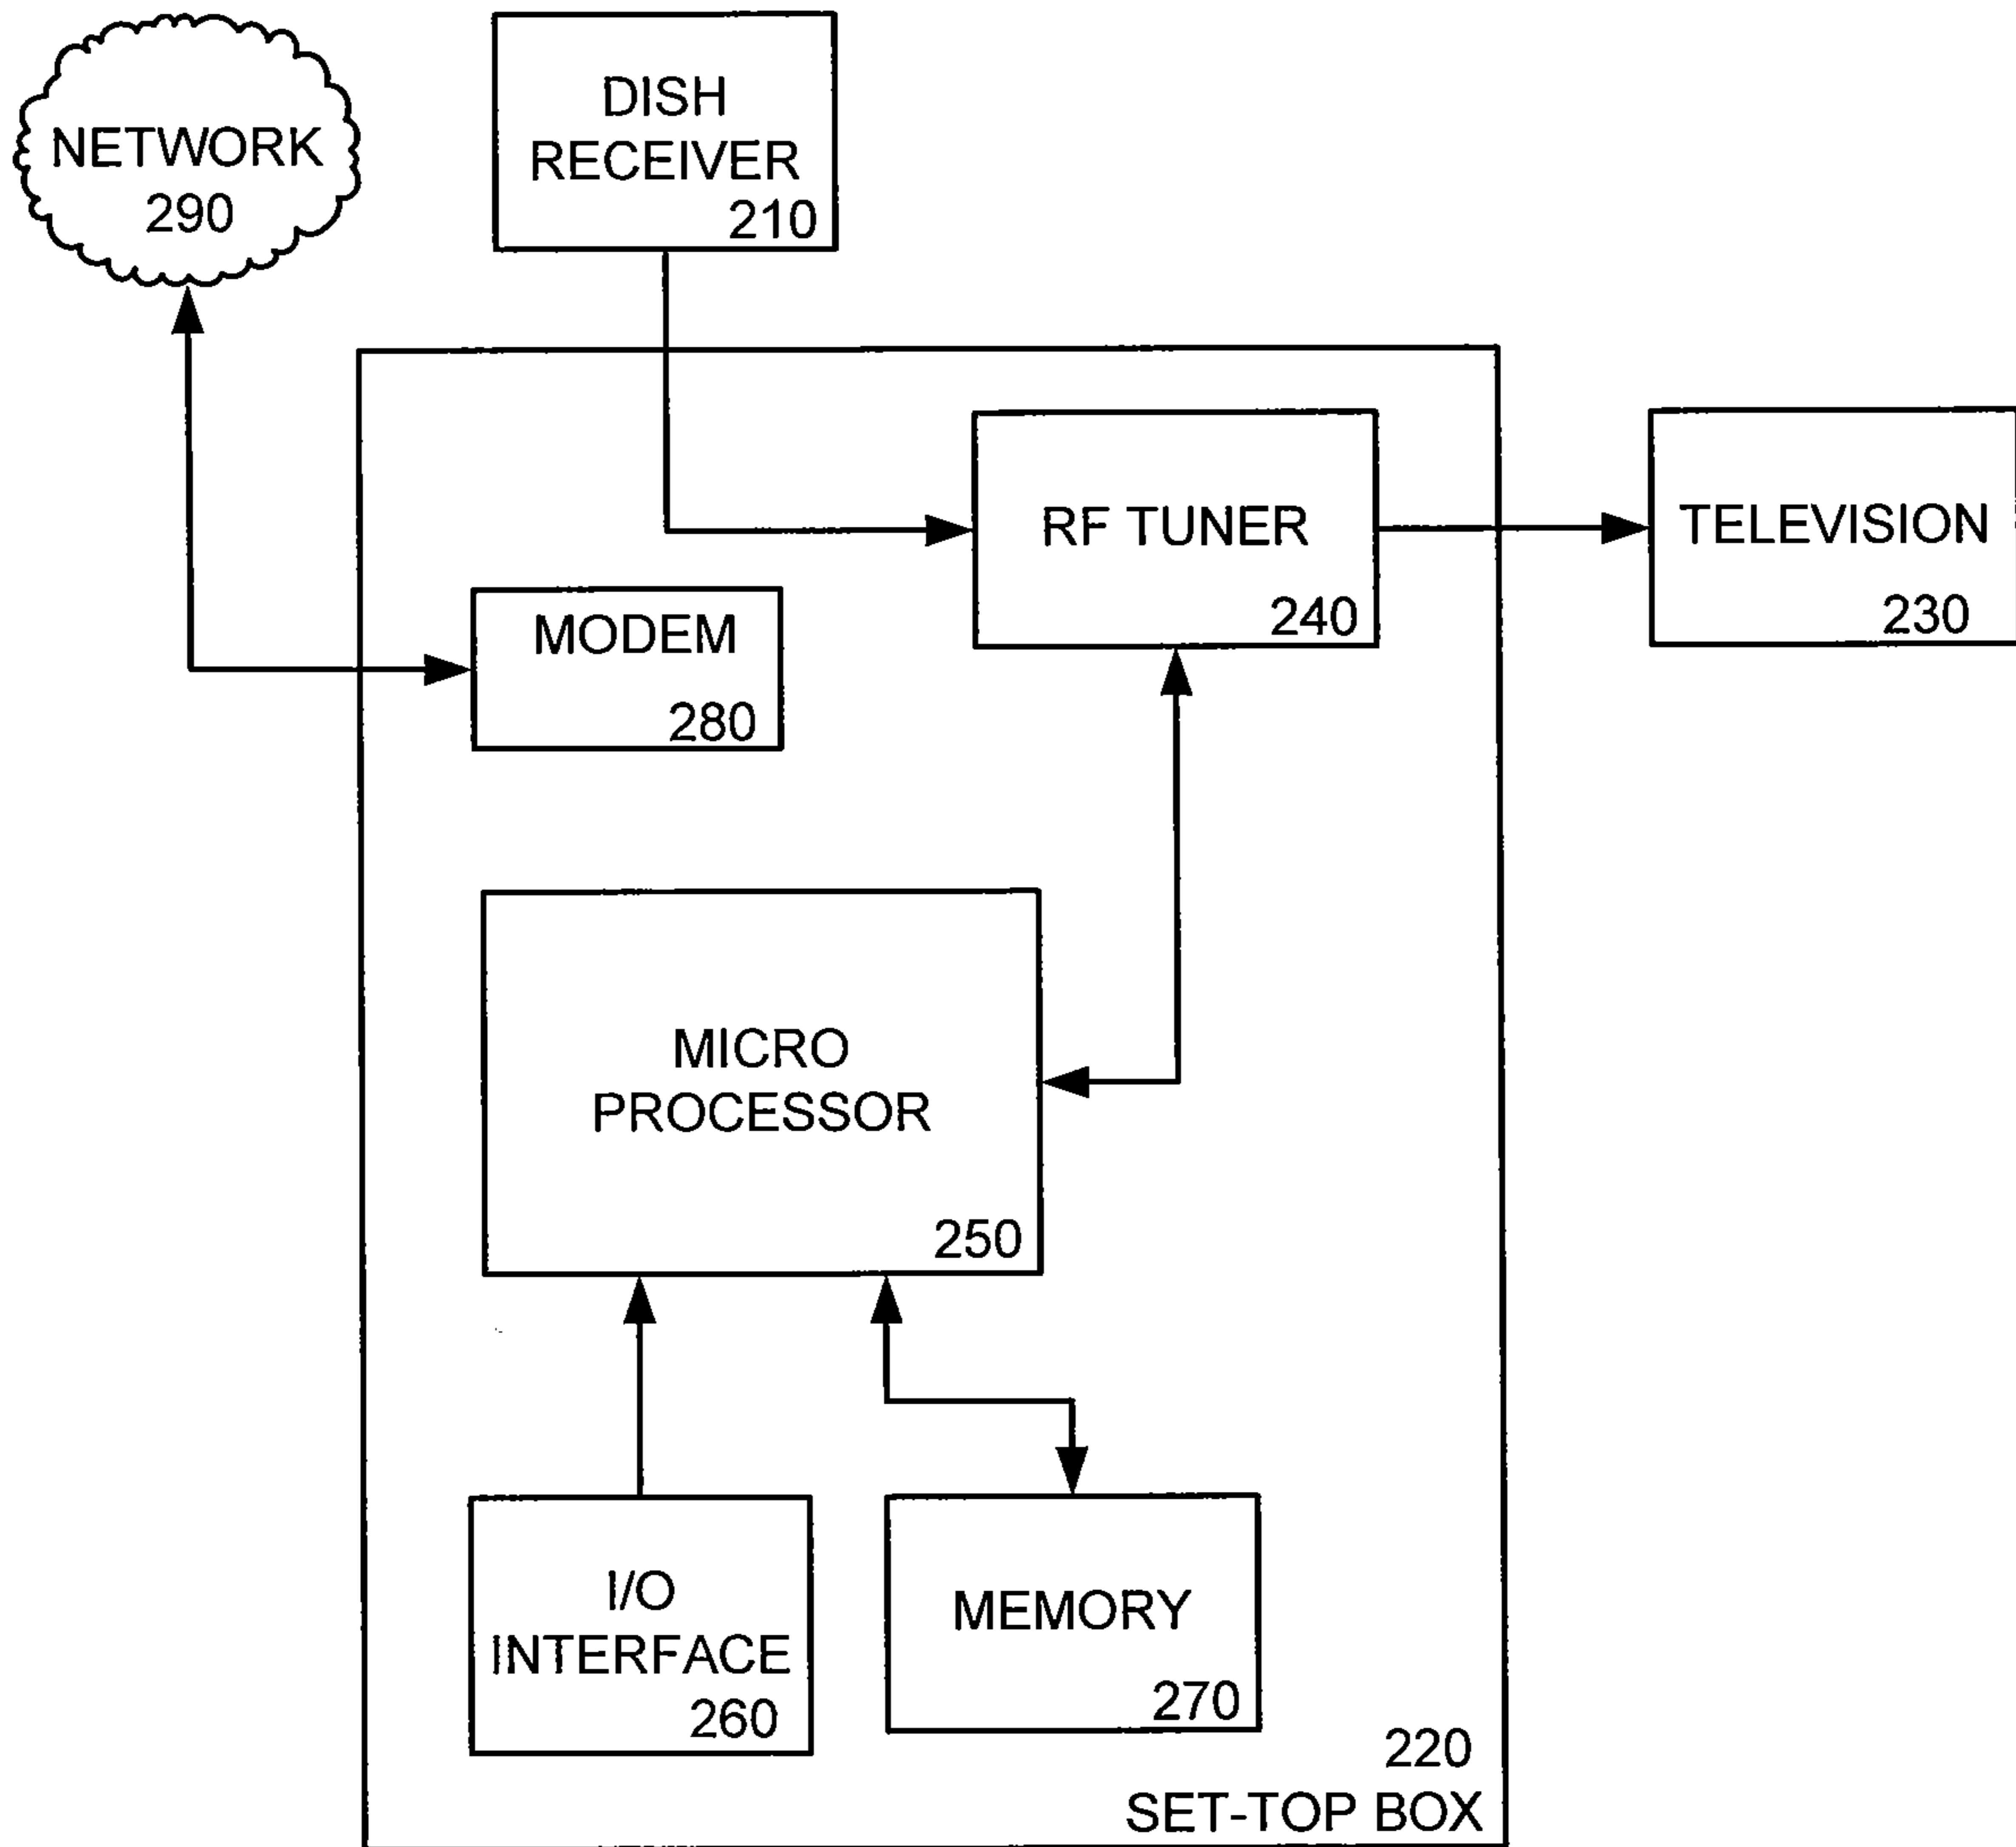 NETWORK
290
DISH
RECEIVER
210
RF TUNER
240
TELEVISION
230
MODEM
280
MICRO
PROCESSOR
250
I/O
INTERFACE
260
MEMORY
270
220
SET-TOP BOX